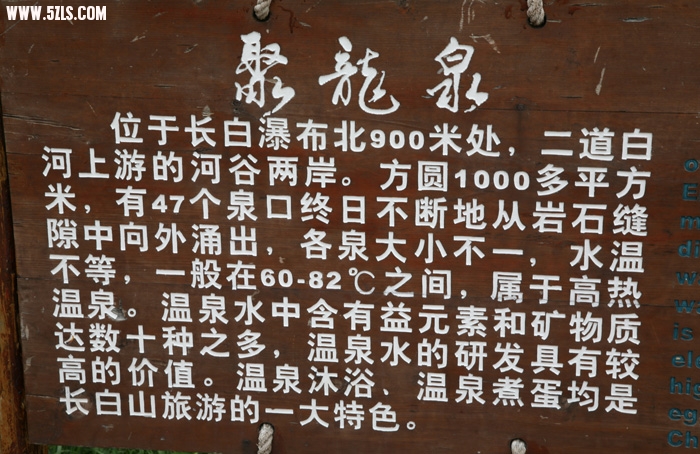 WWW.5ZLS.COM
聚龙泉
位于长白瀑布北900米处，二道白
河上游的河谷两岸。方圆1000多平方
米，有47个泉口终日不断地从岩石缝
隙中向外涌出，各泉大小不一，水温
不等，一般在60-82℃之间，属于高热
温泉。温泉水中含有益元素和矿物质
达数十种之多，温泉水的研发具有较
高的价值。温泉沐浴、温泉煮蛋均是
长白山旅游的一大特色。
is
ele
hig
eg
Ch